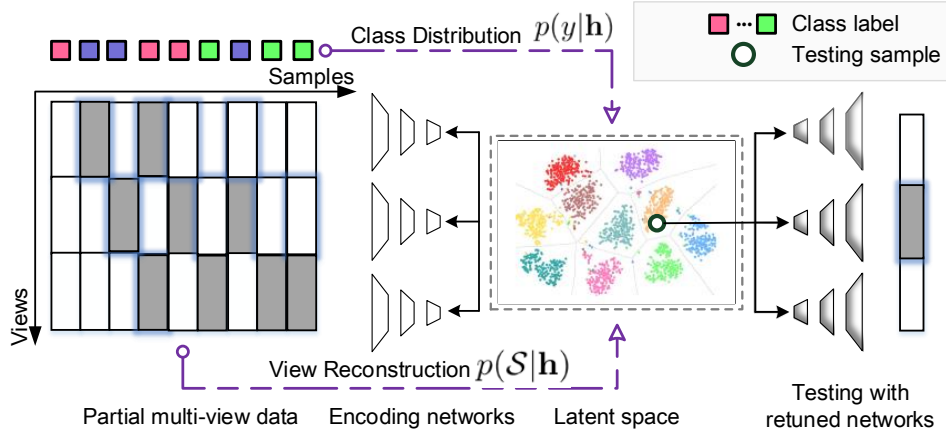 Class Distribution p(y|h)
Class label
Testing sample
Samples
Views
View Reconstruction p(𝒮|h)
Partial multi-view data
Encoding networks
Latent space
Testing with
retuned networks